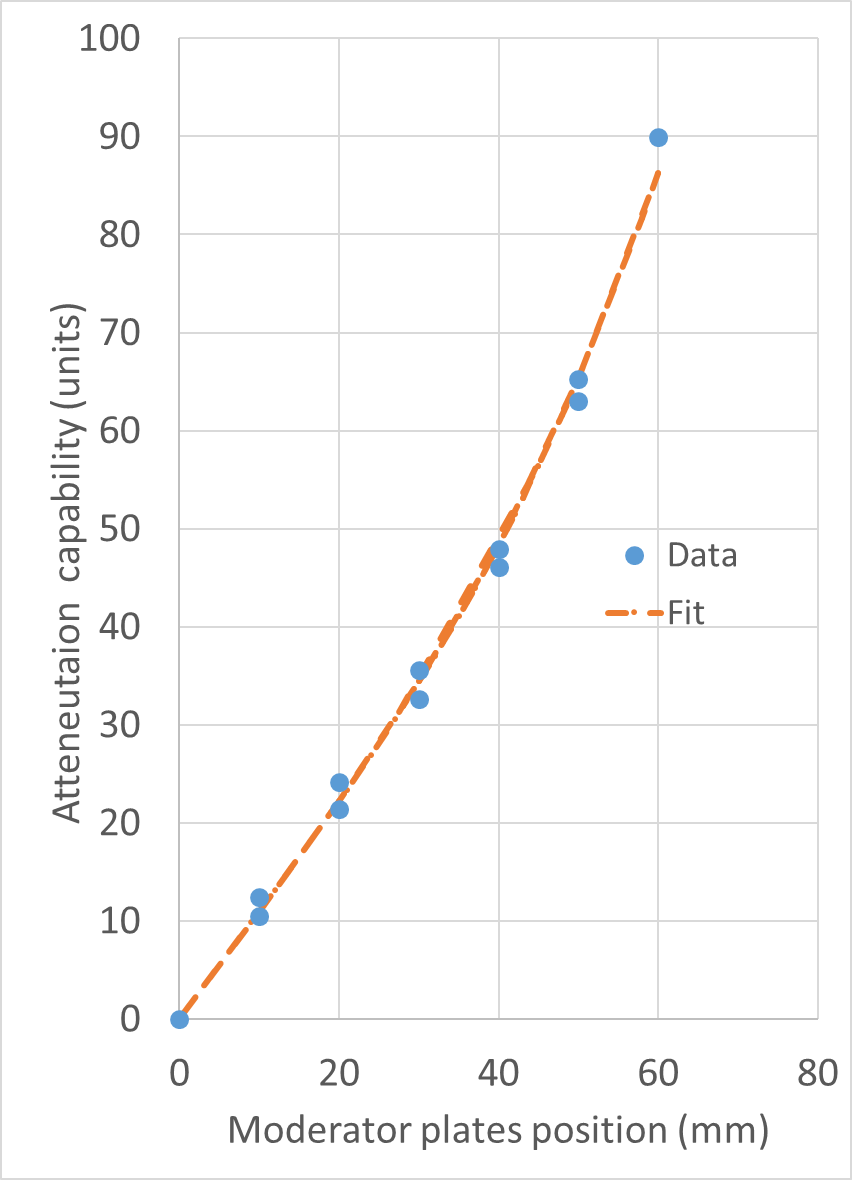 100
90
80
70
60
50
40
30
20
10
0
Atteneutaion capability (units)
Data
Fit
0 20 40 60 80
Moderator plates position (mm)